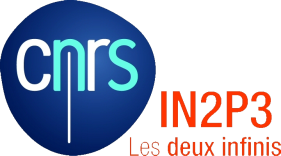 cnrs
IN2P3
Les deux infinis